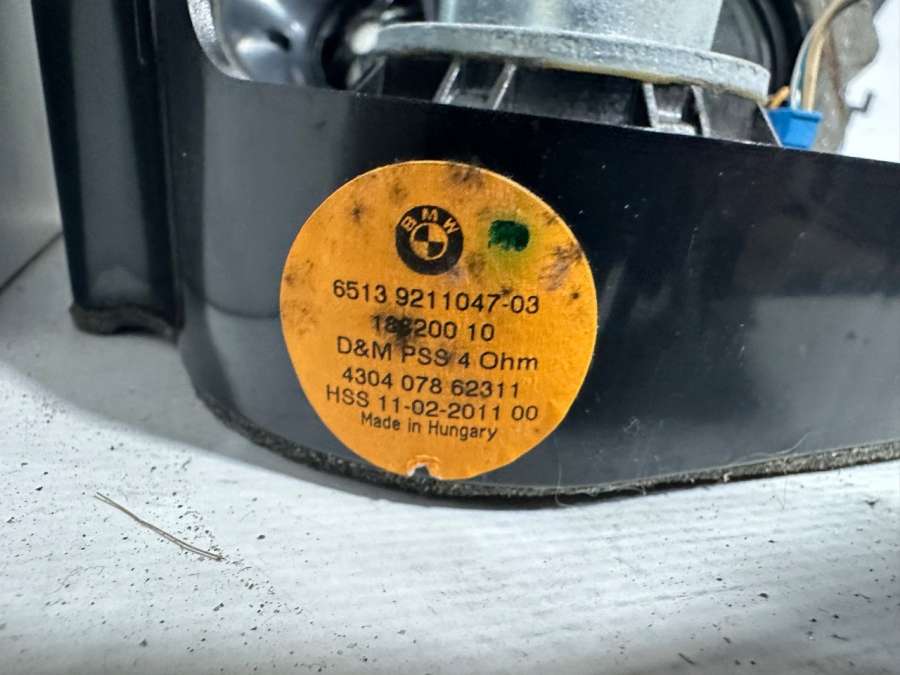 BMW
6513 9211047-03
200 10
D&M PSS 4 Ohm
4304 078 62311
HSS 11-02-2011 00
Made in Hungary